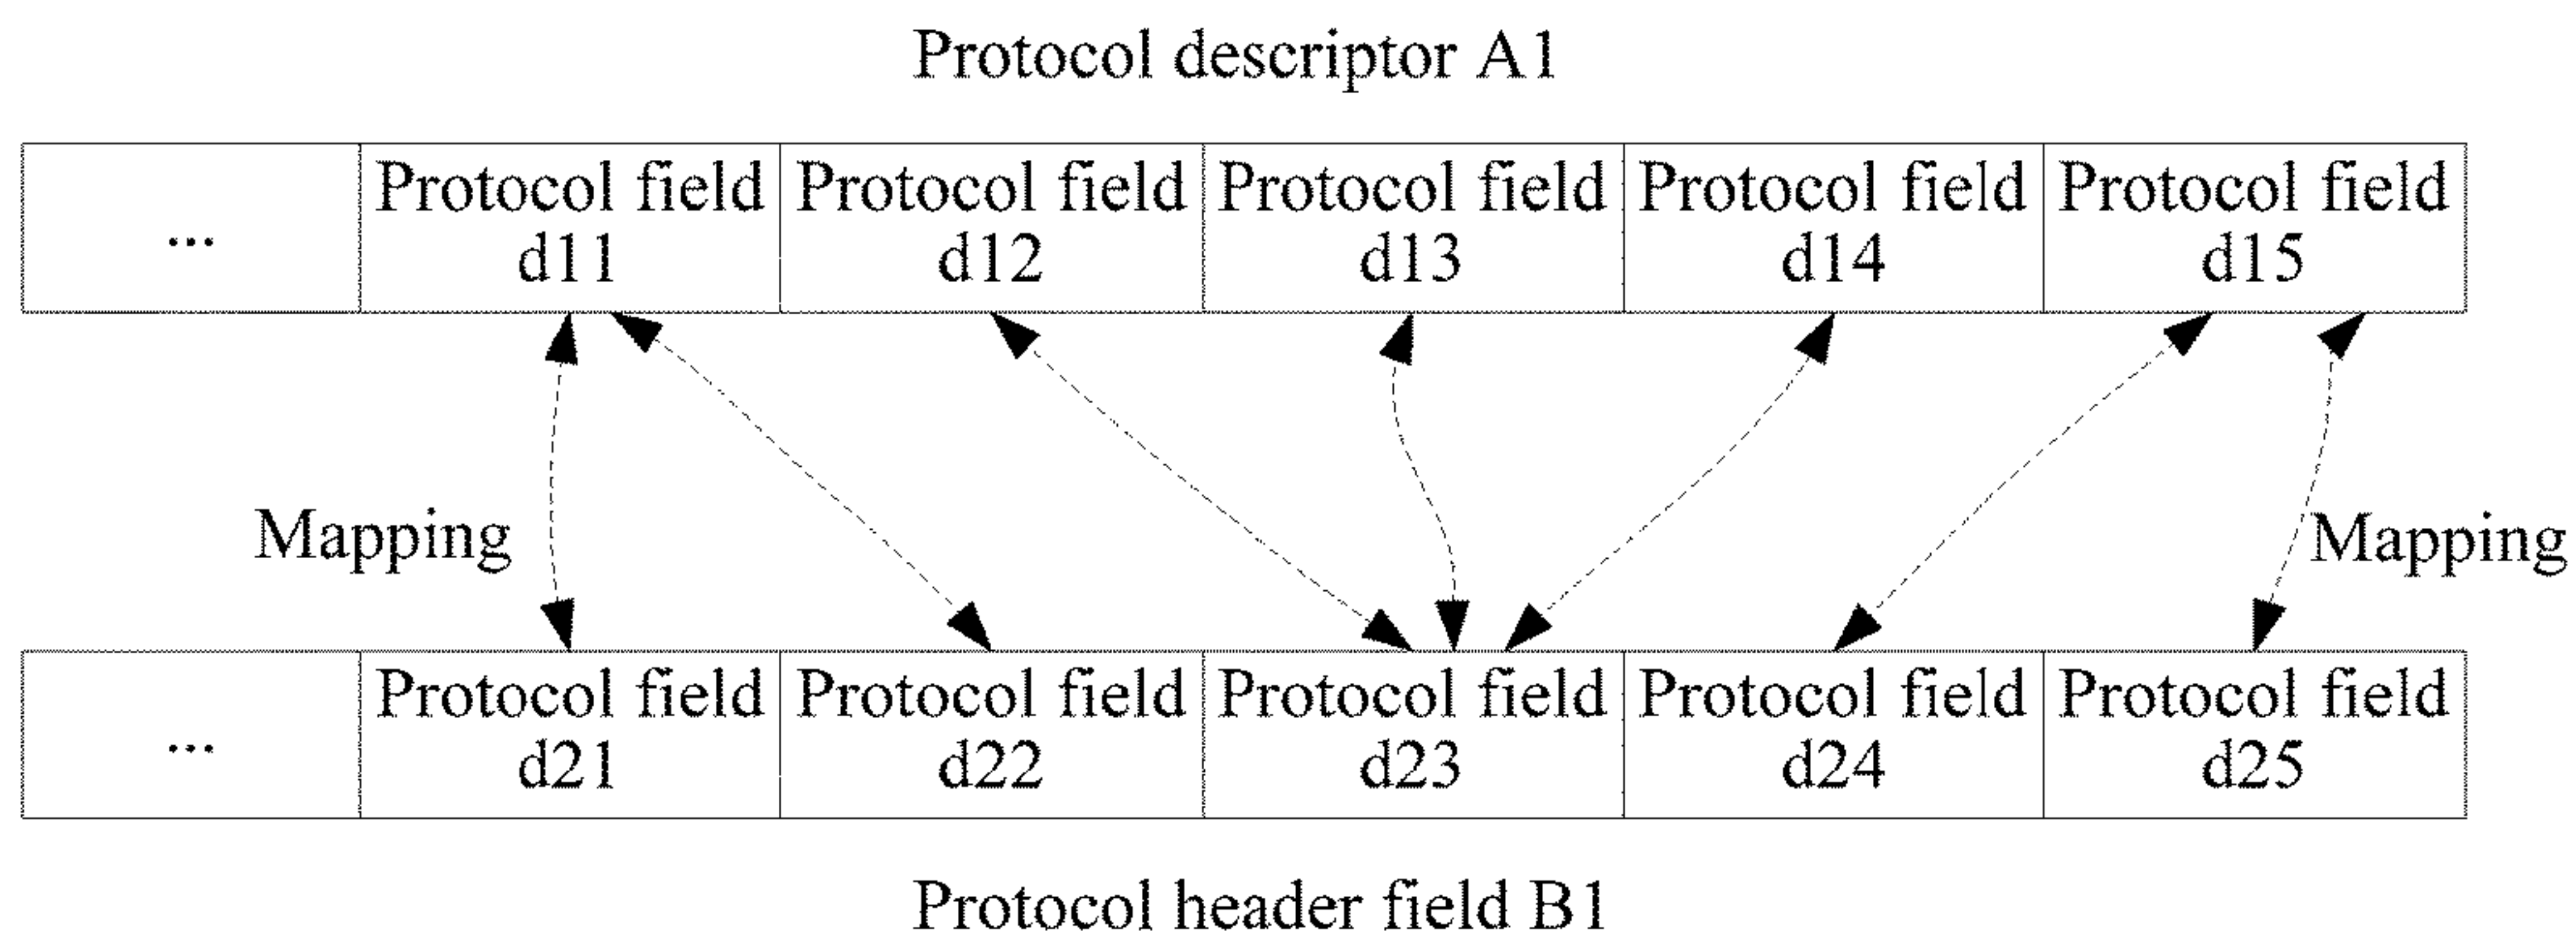 Protocol descriptor A1
...
Protocol field
d11
Protocol field
d12
Protocol field
d13
Protocol field
d14
Protocol field
d15
Mapping
Mapping
...
Protocol field
d21
Protocol field
d22
Protocol field
d23
Protocol field
d24
Protocol field
d25
Protocol header field B1